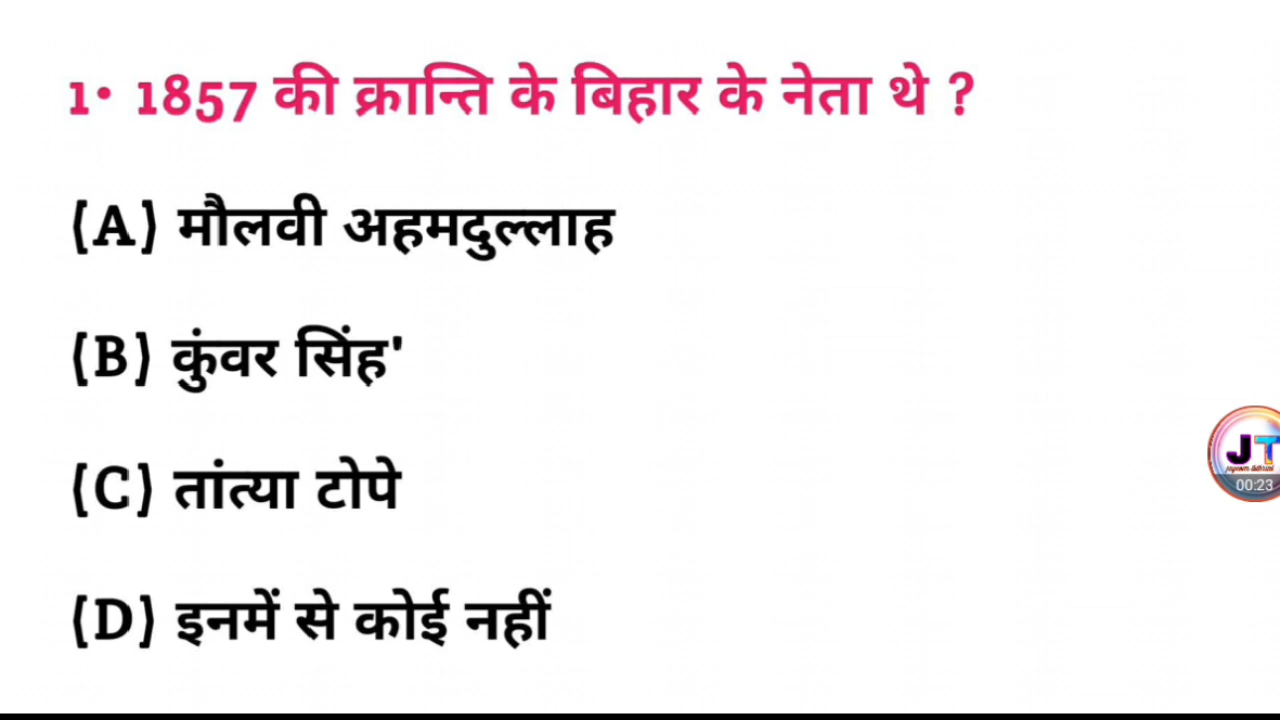 1• 1857 की क्रान्ति के बिहार के नेता थे ?
(A) मौलवी अहमदुल्लाह
(B) कुंवर सिंह'
(C) तांत्या टोपे
JT
(D) इनमें से कोई नहीं
00:23